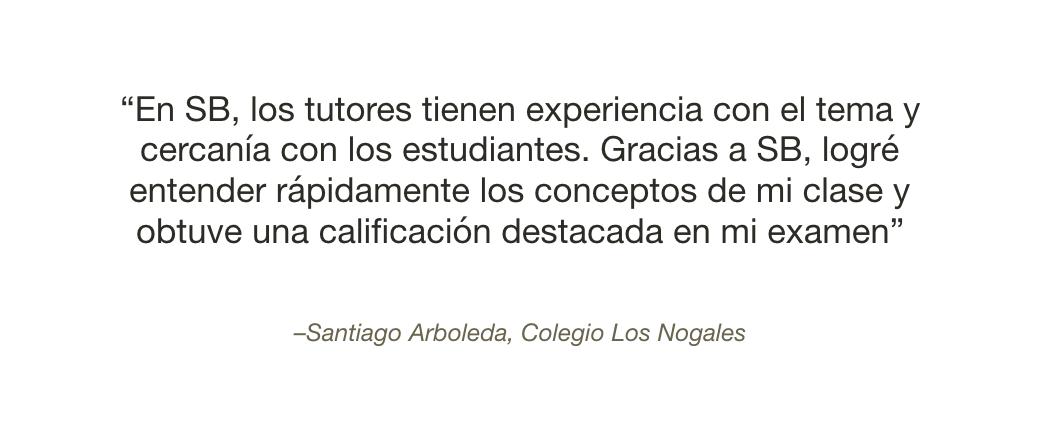 “En SB, los tutores tienen experiencia con el tema y
cercanía con los estudiantes. Gracias a SB, logré
entender rápidamente los conceptos de mi clase y
obtuve una calificación destacada en mi examen”
–Santiago Arboleda, Colegio Los Nogales